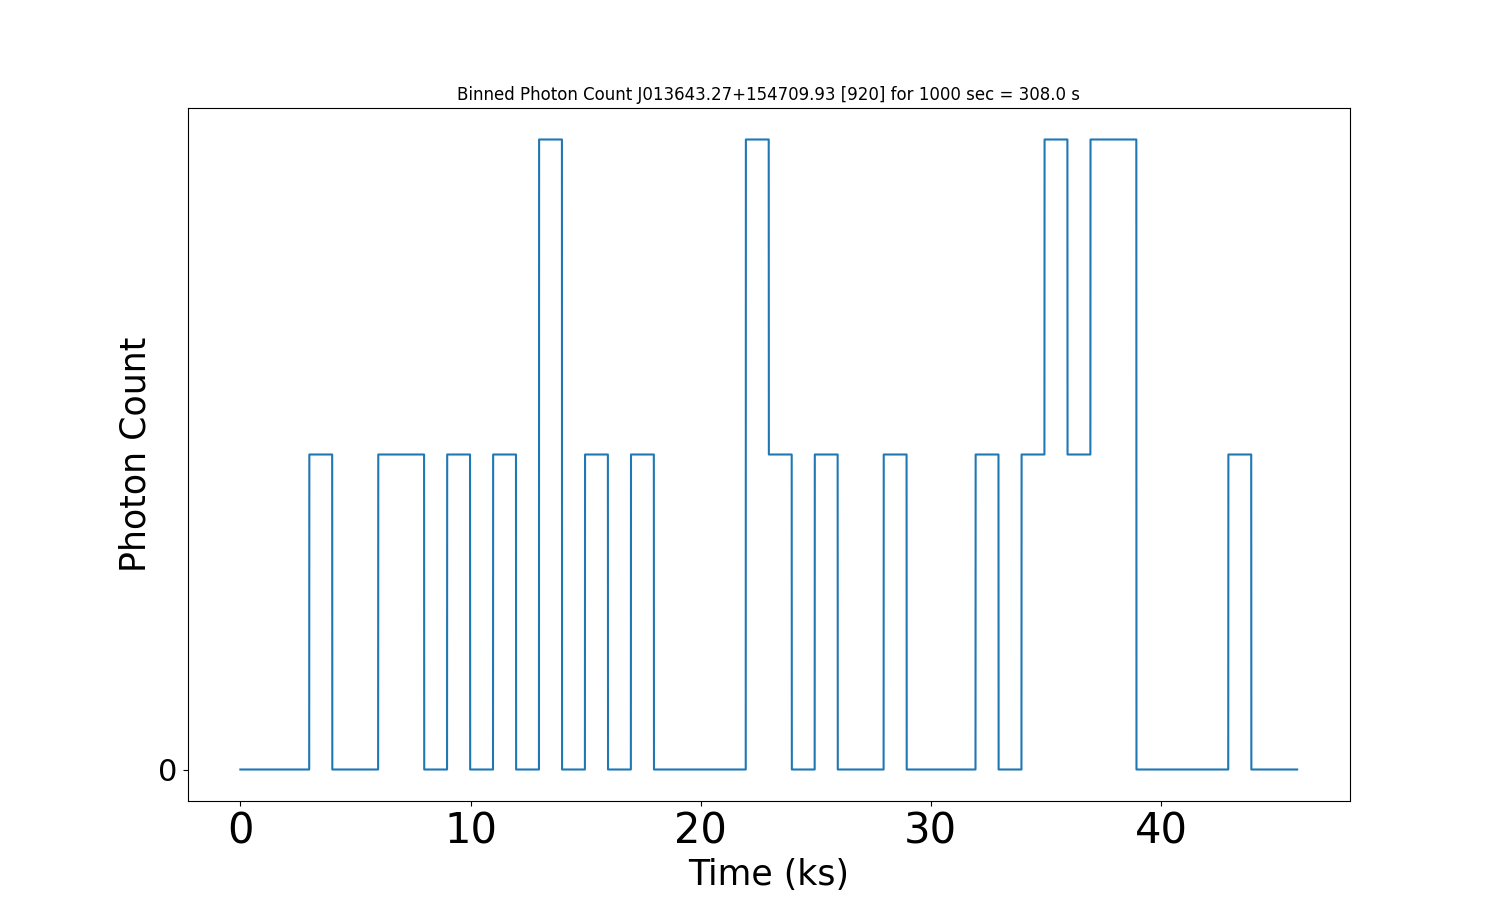 Binned Photon Count J013643.27+154709.93 [920] for 1000 sec = 308.0 s
Photon Count
0
0 10 20 30 40
Time (ks)